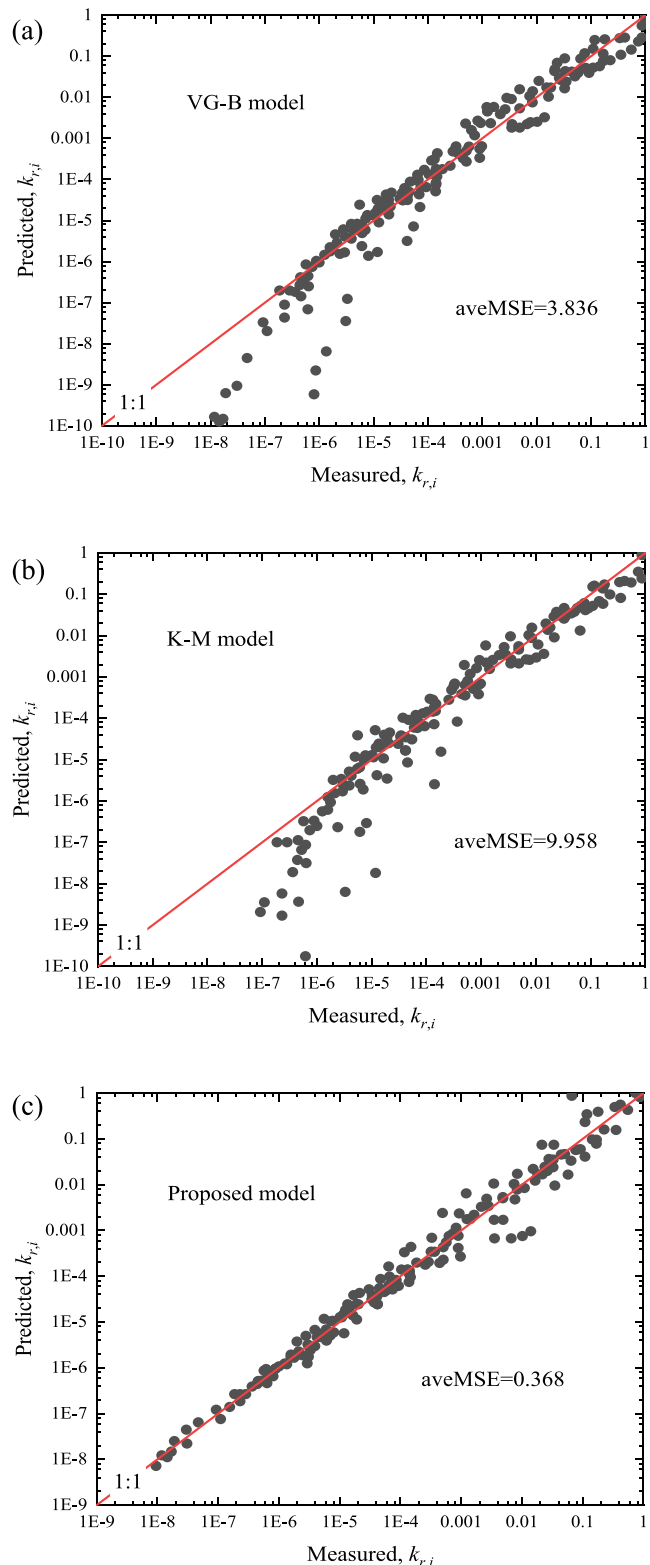 (a)
1
0.1
0.01
0.001
1E-4
1E-5
1E-6
1E-7
1E-8
1E-9
1E-10
Predicted, k_{r,i}
VG-B model
aveMSE=3.836
1:1
1E-10 1E-9 1E-8 1E-7 1E-6 1E-5 1E-4 0.001 0.01 0.1 1
Measured, k_{r,i}
(b)
1
0.1
0.01
0.001
1E-4
1E-5
1E-6
1E-7
1E-8
1E-9
1E-10
Predicted, k_{r,i}
K-M model
aveMSE=9.958
1:1
1E-10 1E-9 1E-8 1E-7 1E-6 1E-5 1E-4 0.001 0.01 0.1 1
Measured, k_{r,i}
(c)
1
0.1
0.01
0.001
1E-4
1E-5
1E-6
1E-7
1E-8
1E-9
Predicted, k_{r,i}
Proposed model
aveMSE=0.368
1:1
1E-9 1E-8 1E-7 1E-6 1E-5 1E-4 0.001 0.01 0.1 1
Measured, k_{r,i}